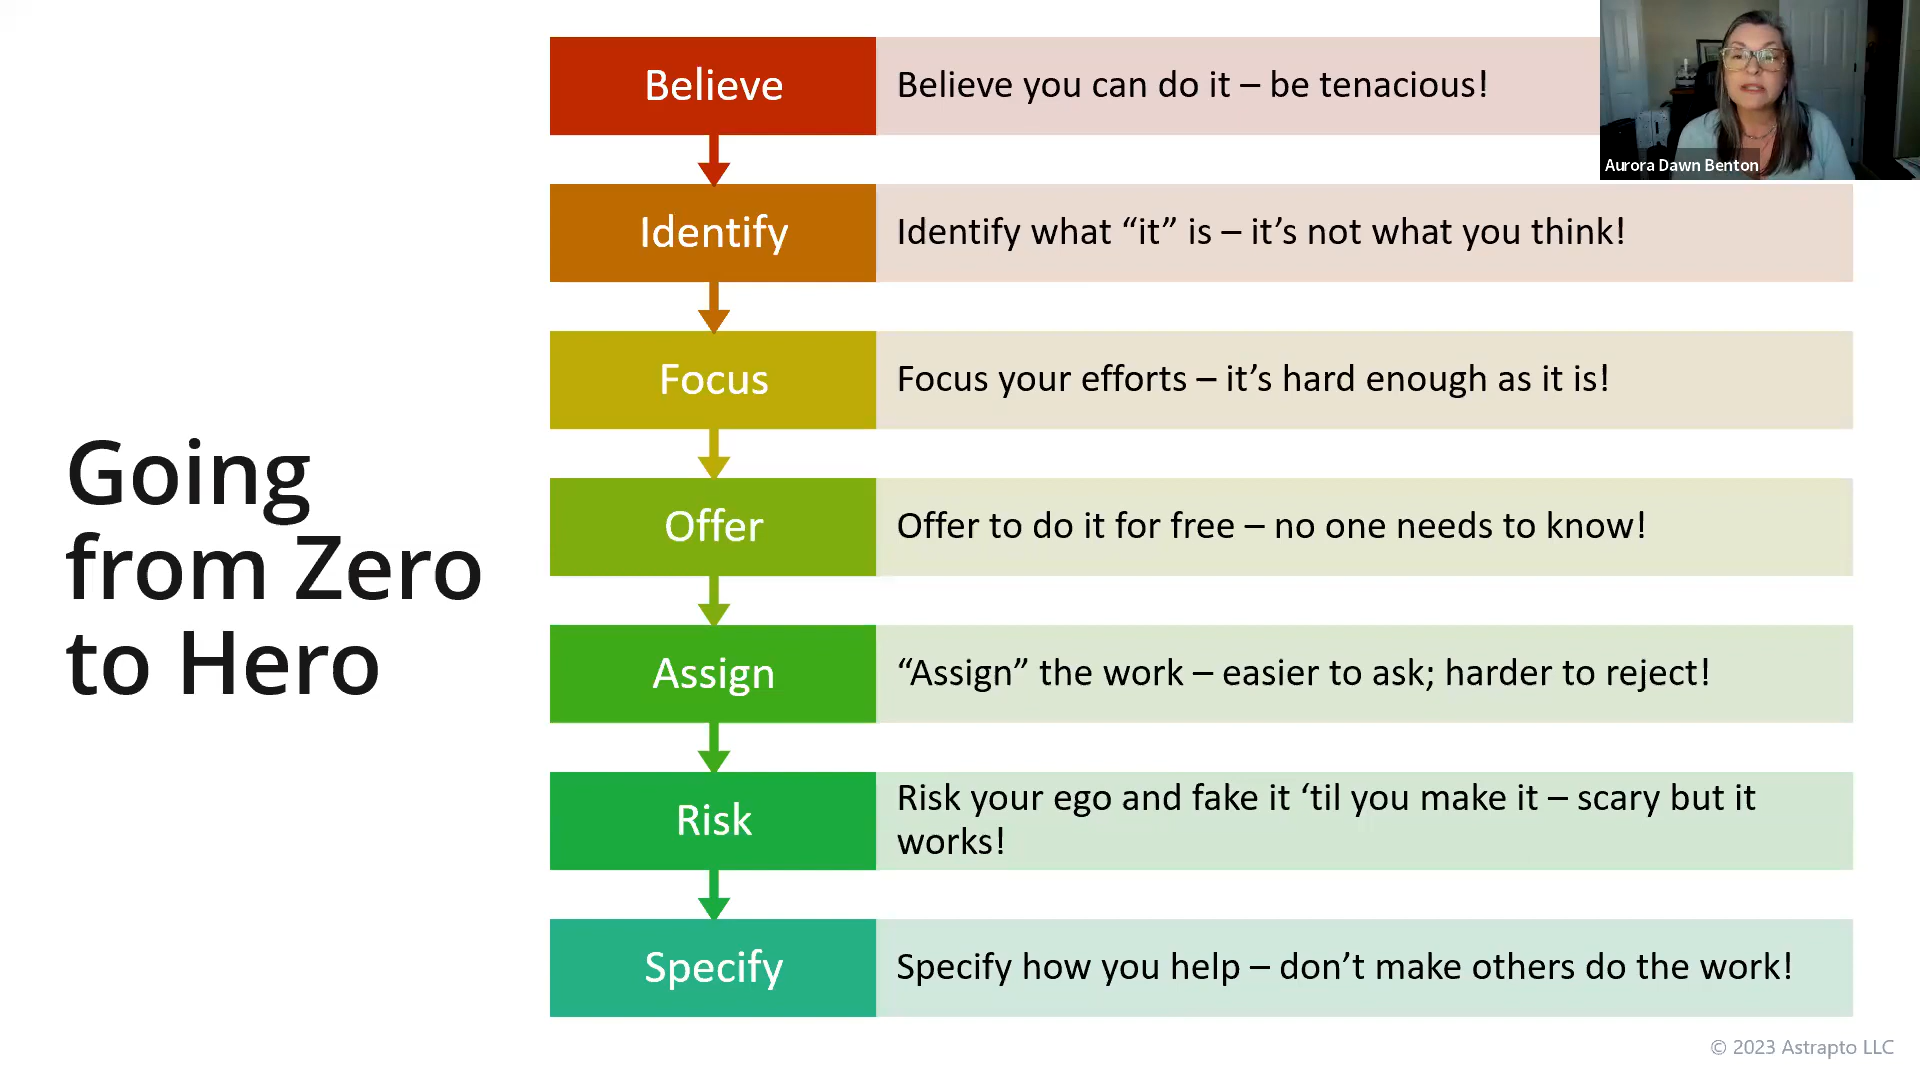 Going
from Zero
to Hero
Believe
Believe you can do it – be tenacious!
Identify
Identify what “it” is – it’s not what you think!
Focus
Focus your efforts – it’s hard enough as it is!
Offer
Offer to do it for free – no one needs to know!
Assign
“Assign” the work – easier to ask; harder to reject!
Risk
Risk your ego and fake it ‘til you make it – scary but it
works!
Specify
Specify how you help – don’t make others do the work!
Aurora Dawn Benton
© 2023 Astrapto LLC